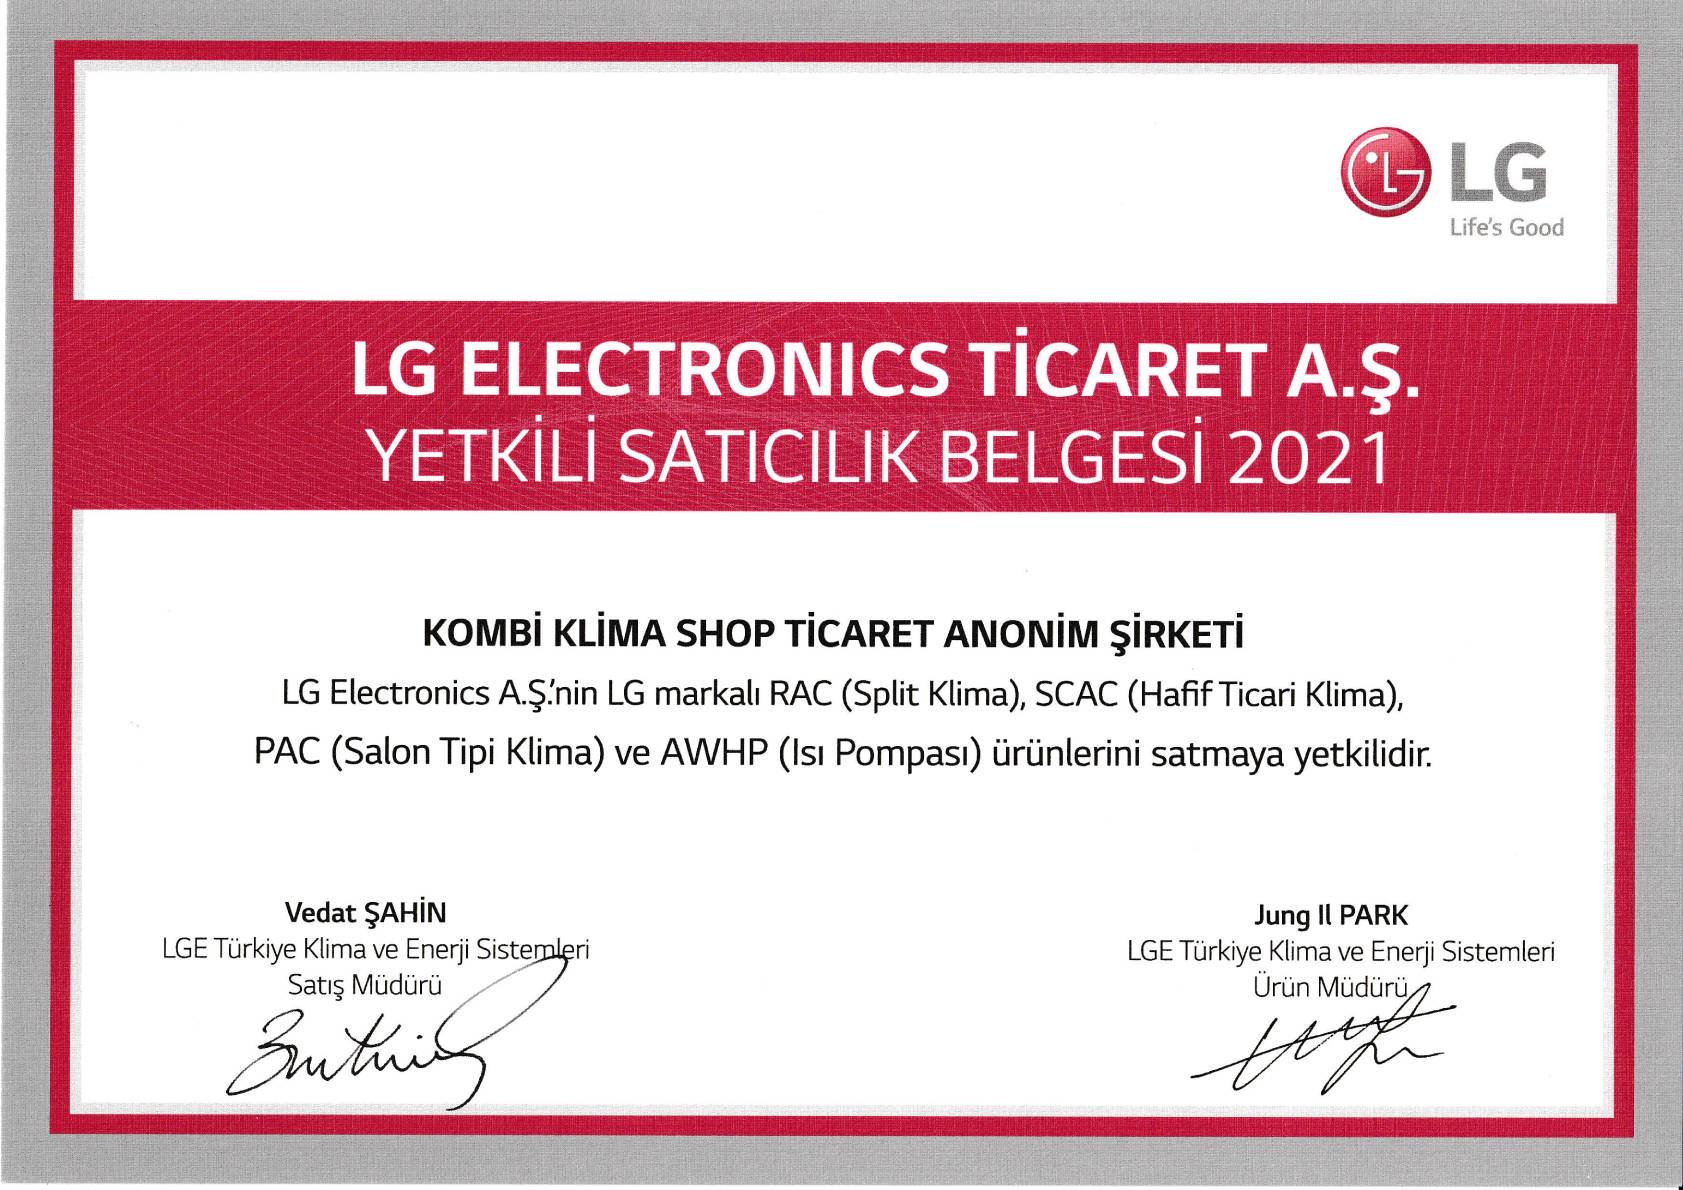 LG
Life's Good
LG ELECTRONICS TİCARET A.Ş.
YETKİLİ SATICILIK BELGESİ 2021
KOMBİ KLİMA SHOP TİCARET ANONİM ŞİRKETİ
LG Electronics A.Ş.'nin LG markalı RAC (Split Klima), SCAC (Hafif Ticari Klima),
PAC (Salon Tipi Klima) ve AWHP (Isı Pompası) ürünlerini satmaya yetkilidir.
Vedat ŞAHİN
LGE Türkiye Klima ve Enerji Sistemleri
Satış Müdürü
Jung Il PARK
LGE Türkiye Klima ve Enerji Sistemleri
Ürün Müdürü